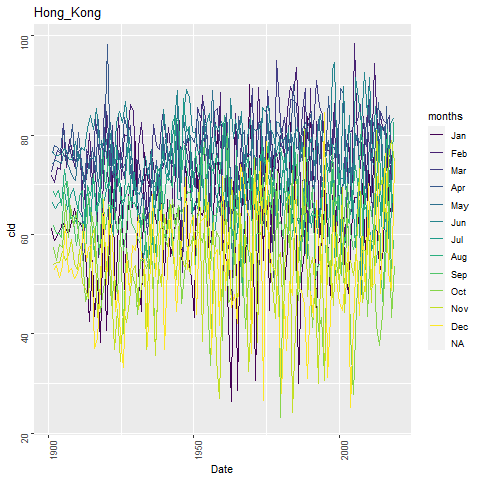 Hong_Kong
100
80
60
40
20
cld
1900
1950
2000
Date
months
Jan
Feb
Mar
Apr
May
Jun
Jul
Aug
Sep
Oct
Nov
Dec
NA